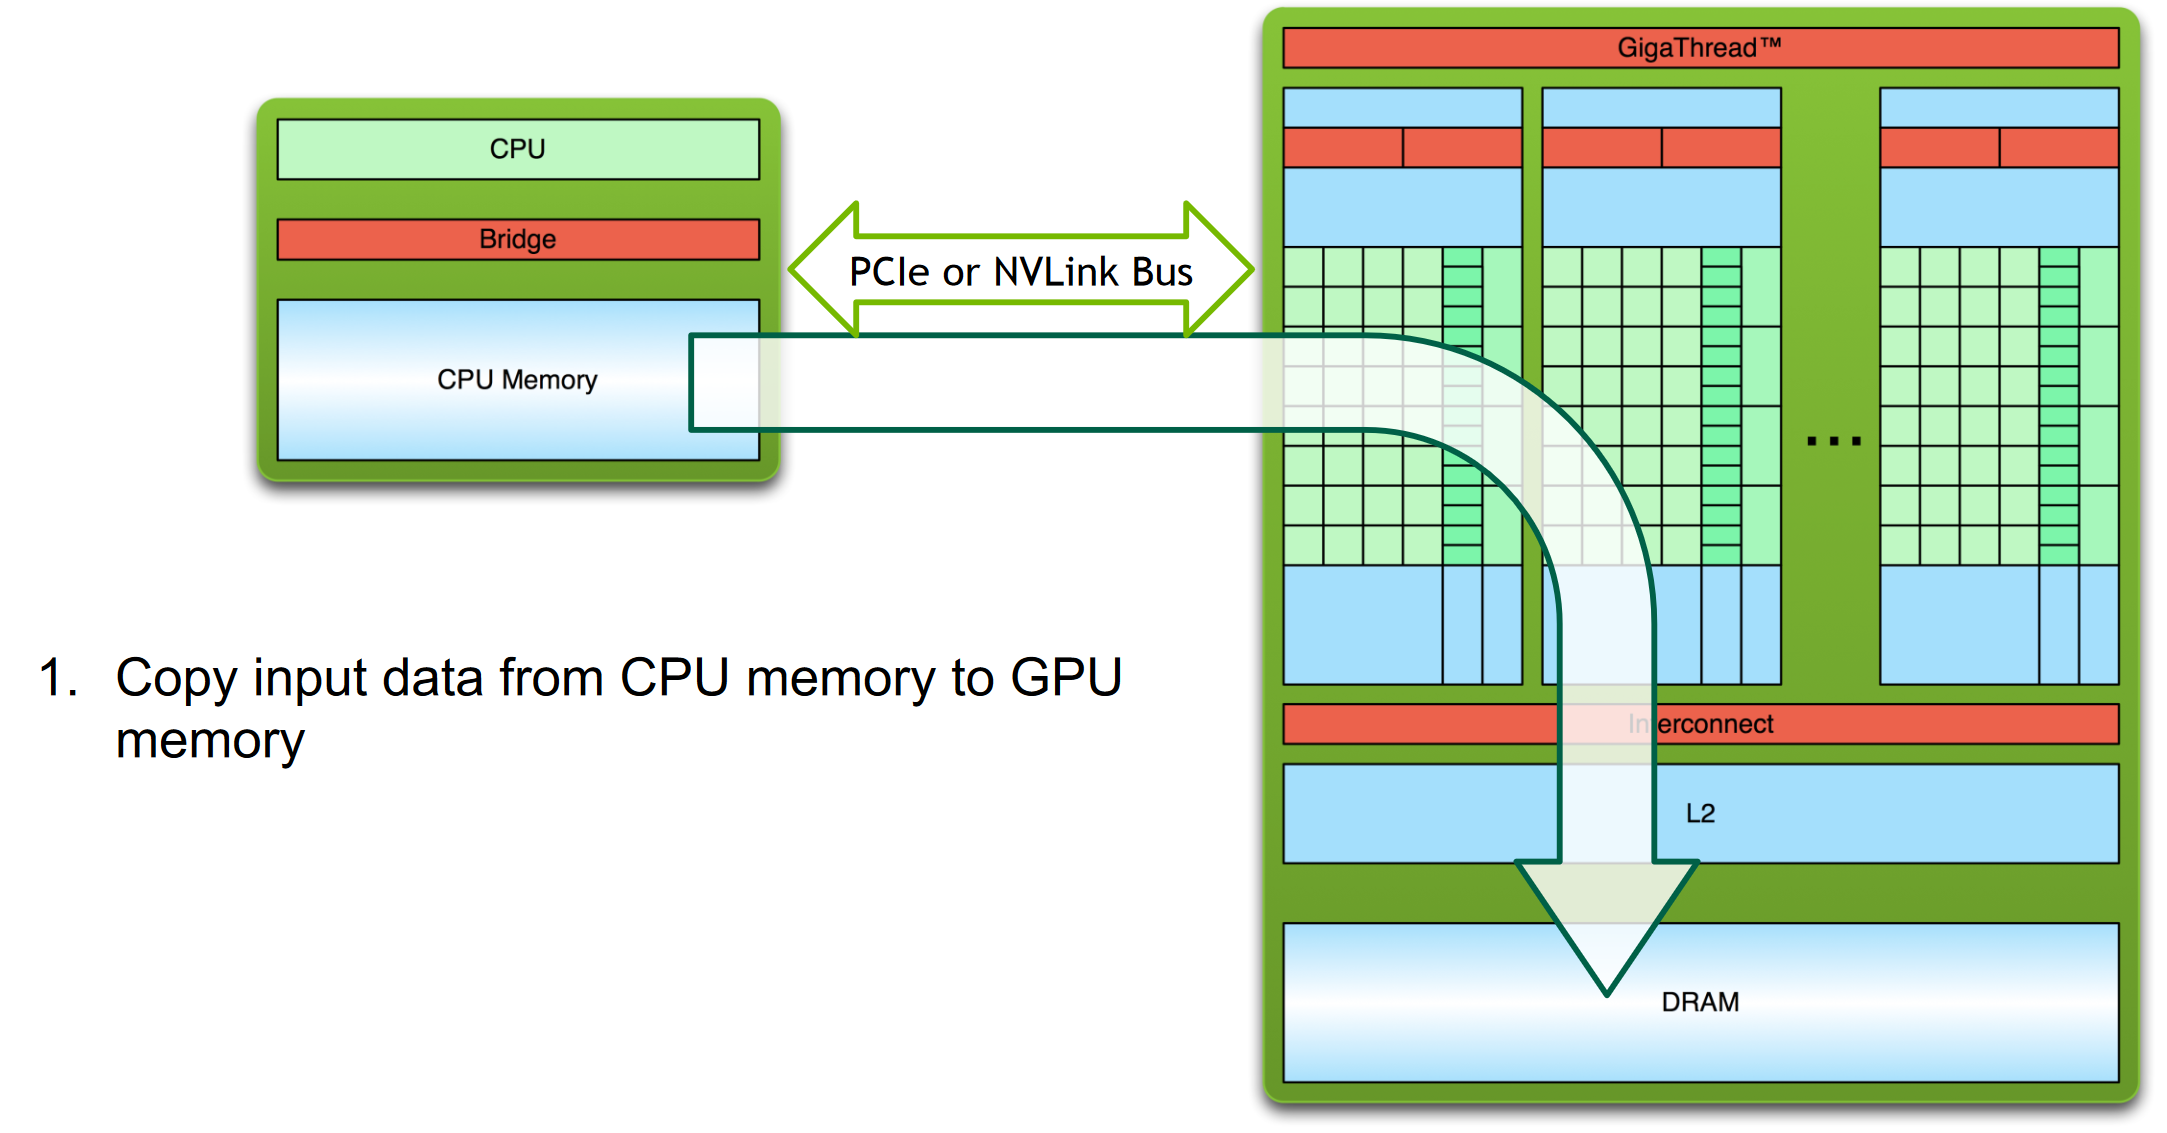 GigaThread™
CPU
Bridge
PCIe or NVLink Bus
CPU Memory
...
1. Copy input data from CPU memory to GPU
memory
Interconnect
L2
DRAM